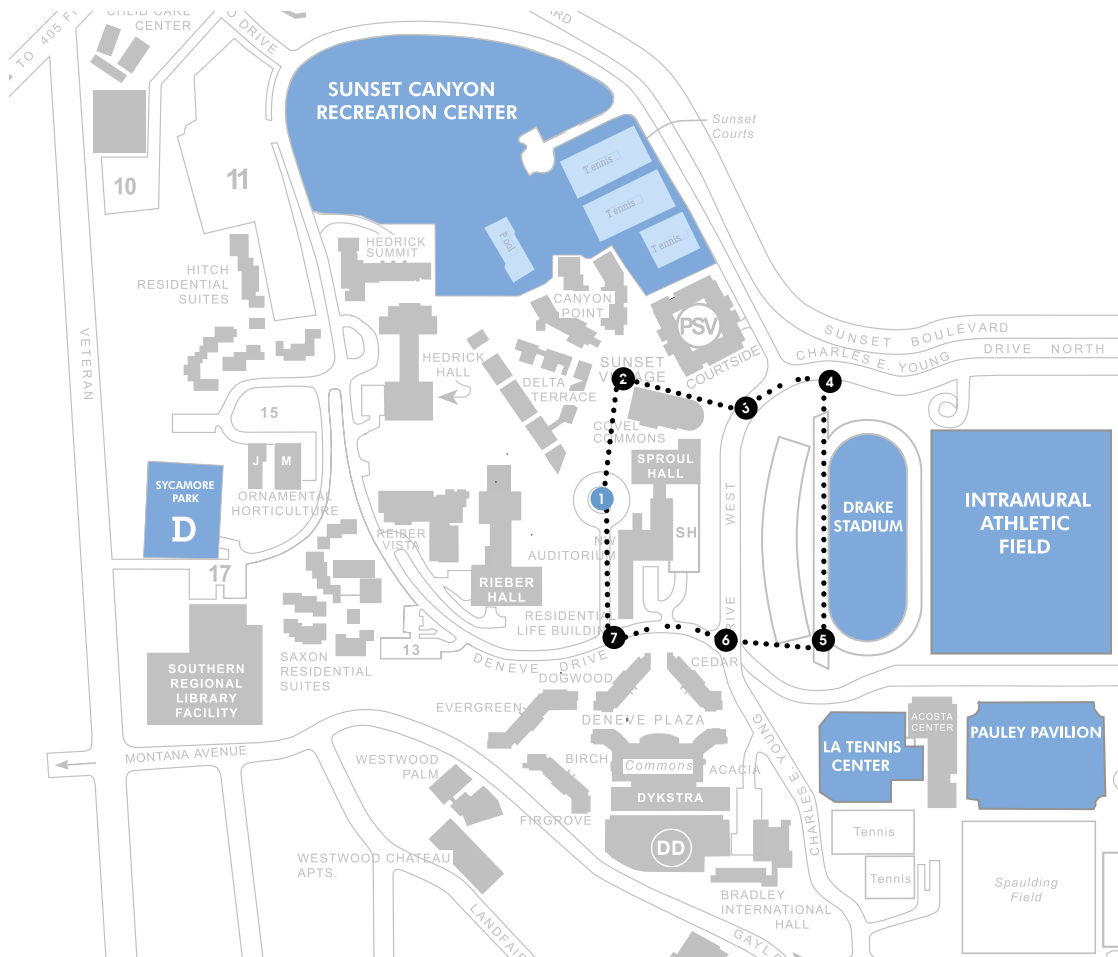 TO 405 F
CHILD CARE
CENTER
O DRIVE
ARD
SUNSET CANYON
RECREATION CENTER
Sunset
Courts
Tennis
Tennis
Tennis
Pool
10
11
HEDRICK
SUMMIT
HITCH
RESIDENTIAL
SUITES
CANYON
POINT
PSV
SUNSET BOULEVARD
CHARLES E. YOUNG DRIVE NORTH
VETERAN
HEDRICK
HALL
SUNSET
VILLAGE
COURTSIDE
DELTA
TERRACE
2
3
4
15
COVEL
COMMONS
J
M
SPROUL
HALL
SYCAMORE
PARK
D
ORNAMENTAL
HORTICULTURE
1
WEST
DRAKE
STADIUM
INTRAMURAL
ATHLETIC
FIELD
REIBER
VISTA
NW
AUDITORIUM
SH
17
RIEBER
HALL
RESIDENTIAL
LIFE BUILDING
DRIVE
7
6
5
13
SAXON
RESIDENTIAL
SUITES
DENEVE DRIVE
DOGWOOD
CEDAR
SOUTHERN
REGIONAL
LIBRARY
FACILITY
EVERGREEN
DENEVE PLAZA
ACOSTA
CENTER
PAULEY PAVILION
LA TENNIS
CENTER
MONTANA AVENUE
WESTWOOD
PALM
BIRCH
Commons
ACACIA
CHARLES E. YOUNG
DYKSTRA
FIRGROVE
DD
Tennis
WESTWOOD CHATEAU
APTS.
Tennis
Spaulding
Field
BRADLEY
INTERNATIONAL
HALL
LANDFAIR
GAYLE